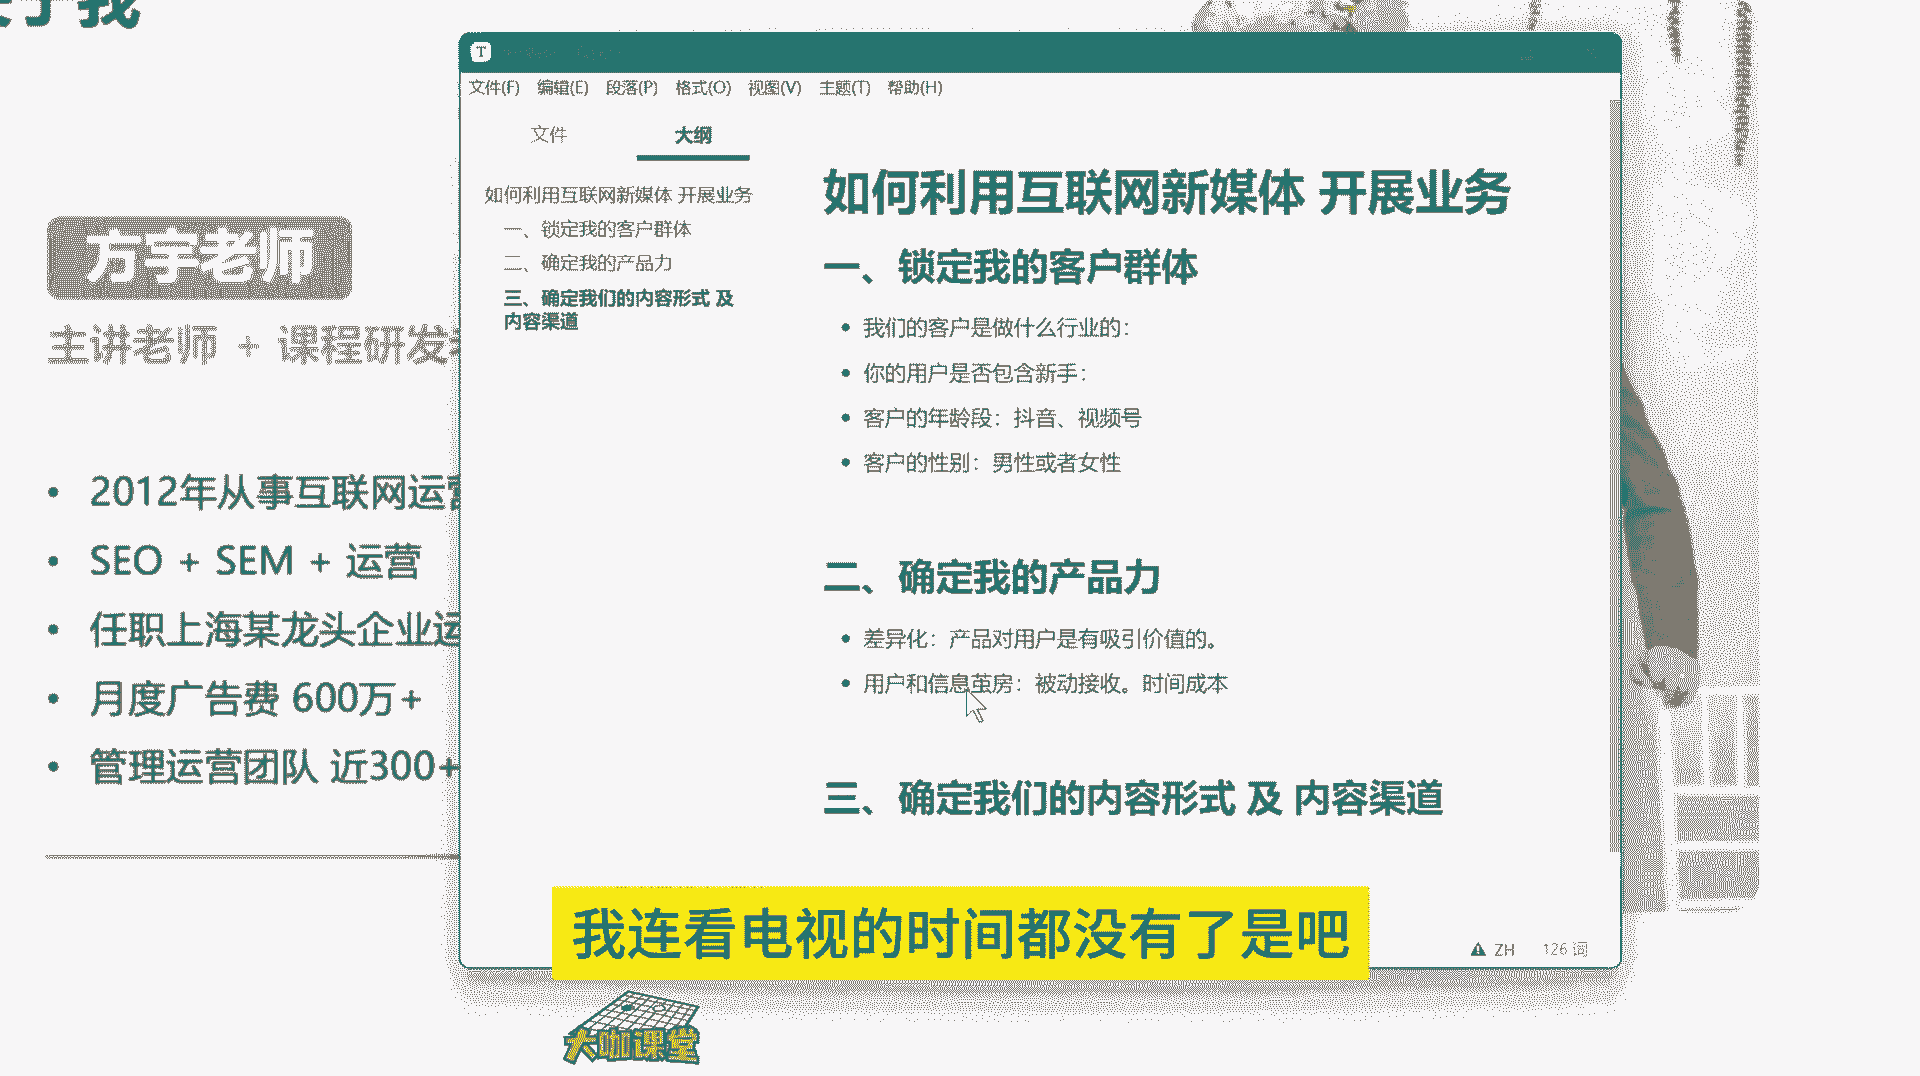 于我
方宇老师
主讲老师 + 课程研发
2012年从事互联网运营
SEO + SEM + 运营
任职上海某龙头企业运
月度广告费 600万+
管理运营团队 近300+
T
文件(F) 编辑(E) 段落(P) 格式(O) 视图(V) 主题(T) 帮助(H)
文件 大纲
如何利用互联网新媒体 开展业务
一、锁定我的客户群体
二、确定我的产品力
三、确定我们的内容形式 及
内容渠道
如何利用互联网新媒体 开展业务
一、锁定我的客户群体
我们的客户是做什么行业的：
你的用户是否包含新手：
客户的年龄段：抖音、视频号
客户的性别：男性或者女性
二、确定我的产品力
差异化：产品对用户是有吸引价值的。
用户和信息茧房：被动接收。时间成本
三、确定我们的内容形式 及 内容渠道
我连看电视的时间都没有了是吧
ZH 126 词
大咖课堂